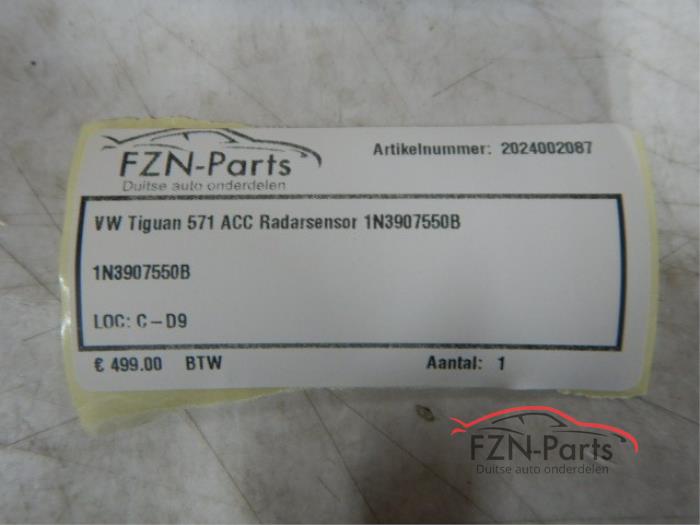 FZN-Parts
Duitse auto onderdelen
Artikelnummer: 2024002087
VW Tiguan 571 ACC Radarsensor 1N3907550B
1N3907550B
LOC: C - D9
€ 499.00 BTW
Aantal: 1
FZN-Parts
Duitse auto onderdelen